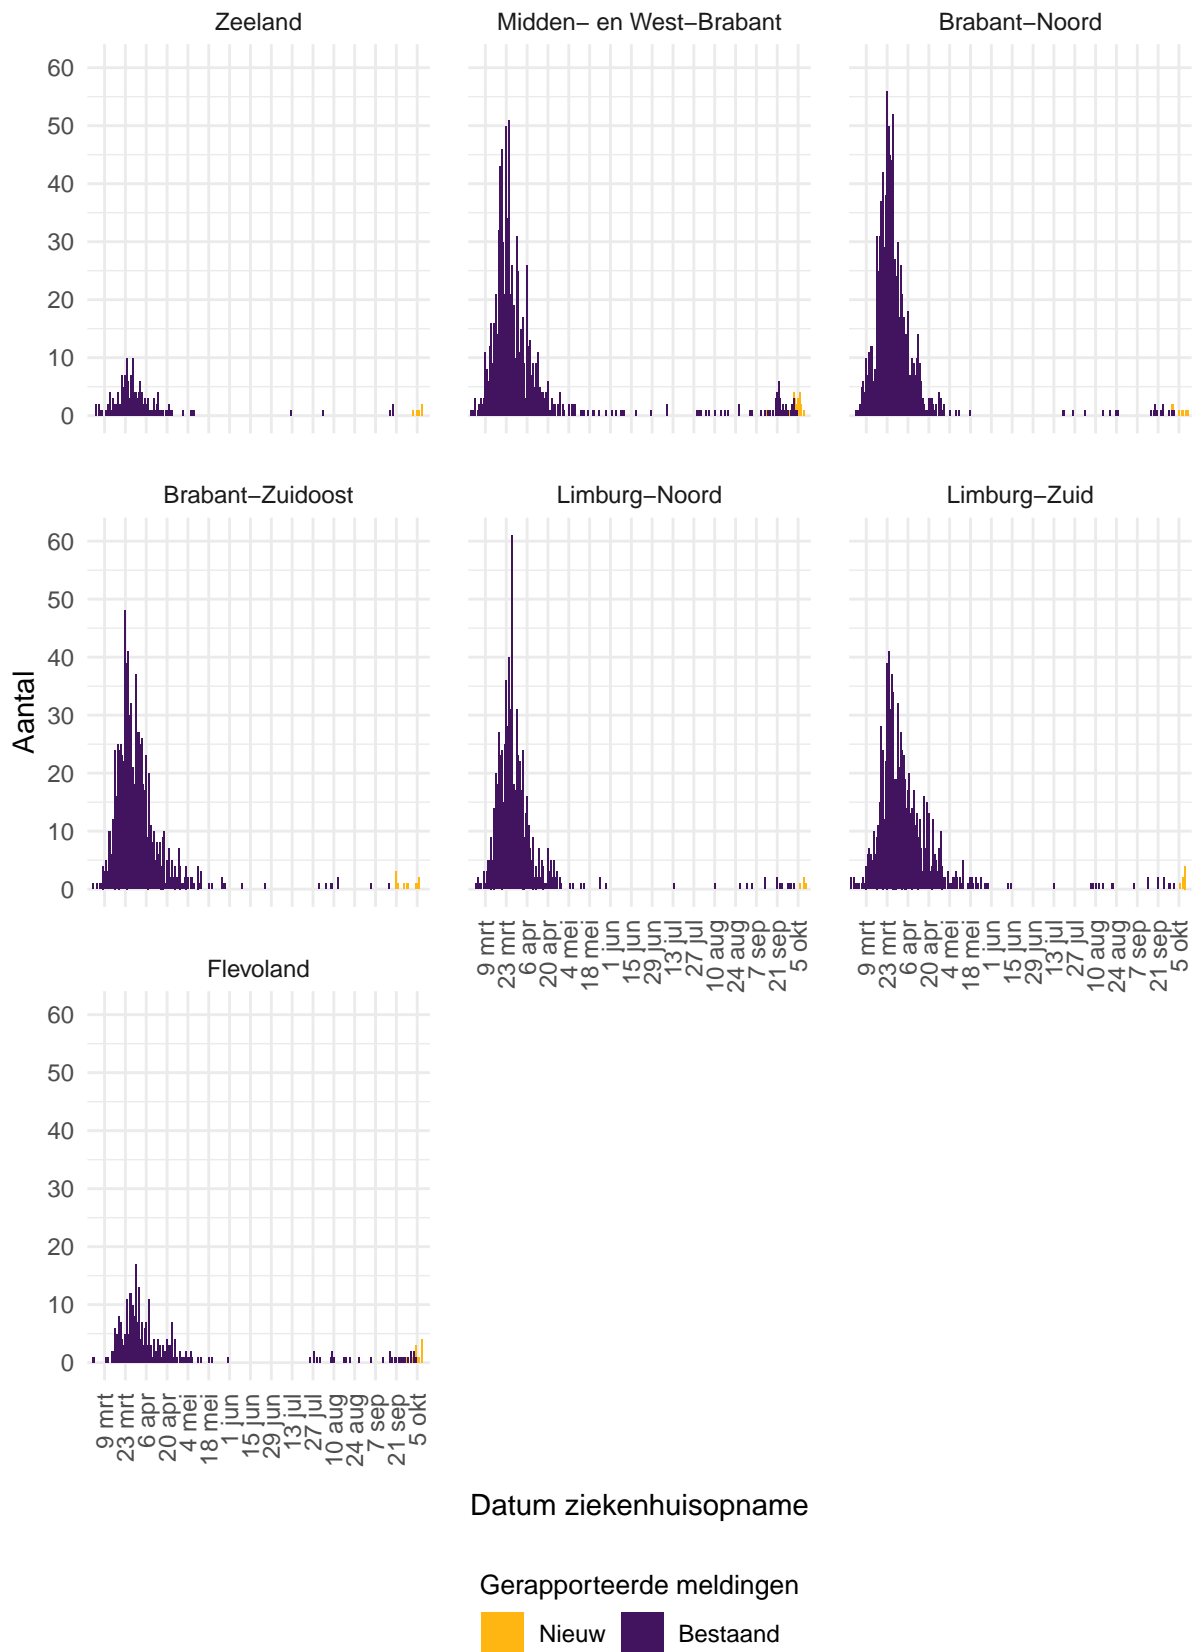 Zeeland
Midden− en West−Brabant
Brabant−Noord
60
50
40
30
20
10
0
Brabant−Zuidoost
Limburg−Noord
Limburg−Zuid
60
50
40
30
20
10
0
Aantal
9 mrt
23 mrt
6 apr
20 apr
4 mei
18 mei
1 jun
15 jun
29 jun
13 jul
27 jul
10 aug
24 aug
7 sep
21 sep
5 okt
9 mrt
23 mrt
6 apr
20 apr
4 mei
18 mei
1 jun
15 jun
29 jun
13 jul
27 jul
10 aug
24 aug
7 sep
21 sep
5 okt
Flevoland
60
50
40
30
20
10
0
9 mrt
23 mrt
6 apr
20 apr
4 mei
18 mei
1 jun
15 jun
29 jun
13 jul
27 jul
10 aug
24 aug
7 sep
21 sep
5 okt
Datum ziekenhuisopname
Gerapporteerde meldingen
Nieuw
Bestaand